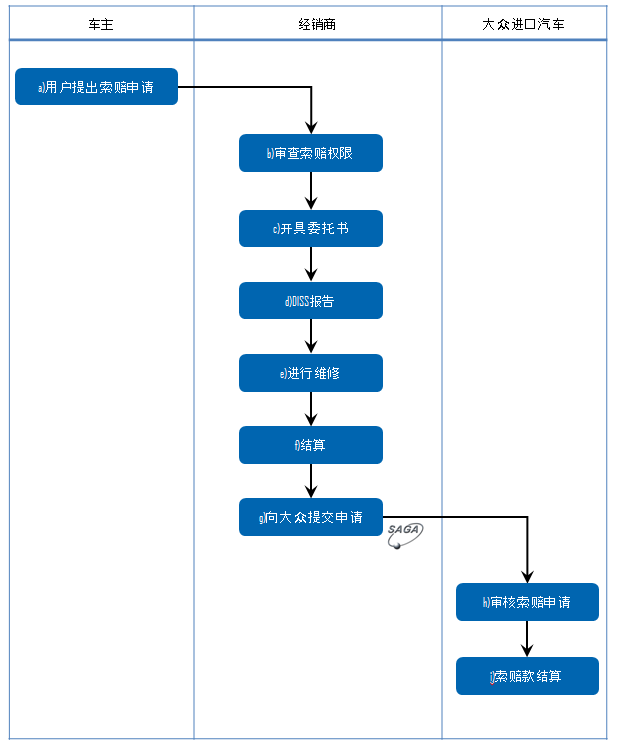 车主
经销商
大众进口汽车
a)用户提出索赔申请
b)审查索赔权限
c)开具委托书
d)DISS报告
e)进行维修
f)结算
g)向大众提交申请
SAGA
h)审核索赔申请
i)索赔款结算